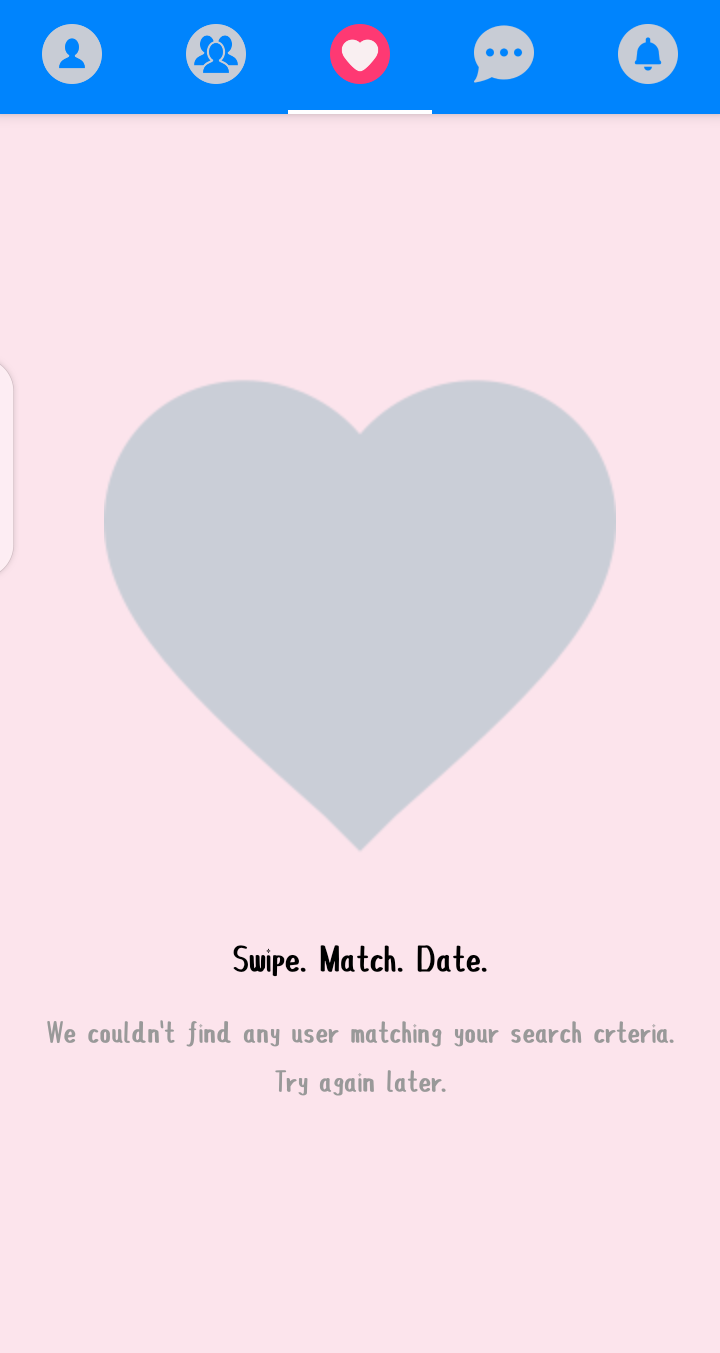 Swipe. Match. Date.
We couldn't find any user matching your search crteria.
Try again later.